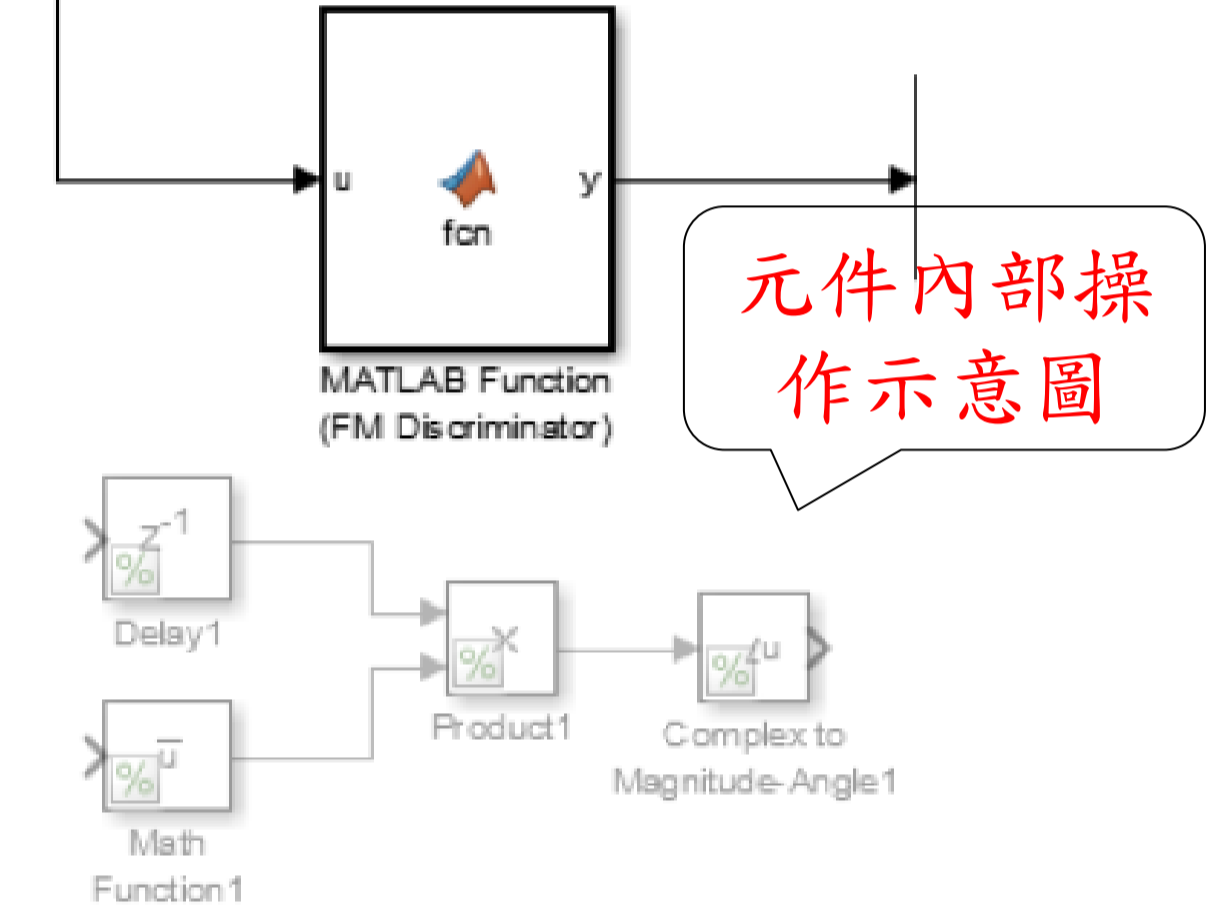 u
y
fcn
MATLAB Function
(FM Discriminator)
元件內部操
作示意圖
z-1
%
Delay1
×
%
Product1
∠u
%
Complex to
Magnitude-Angle1
u
%
Math
Function1